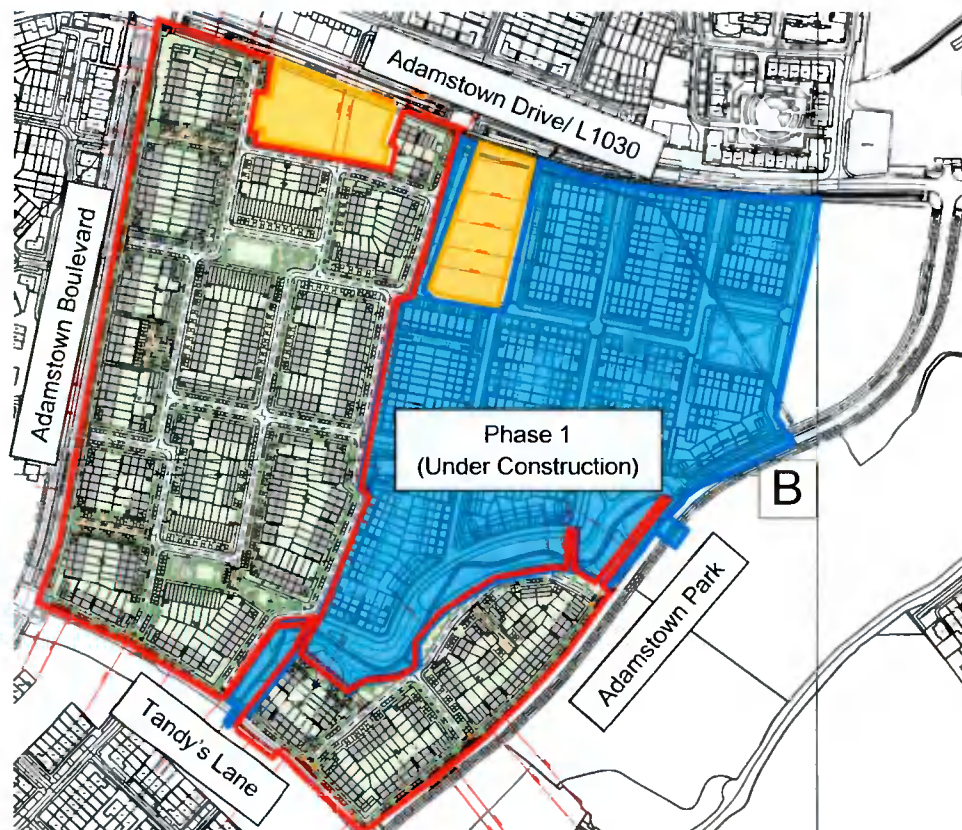 Adamstown Drive/ L1030
Adamstown Boulevard
Phase 1
(Under Construction)
B
Adamstown Park
Tandy's Lane